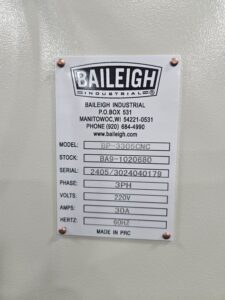 BAILEIGH
INDUSTRIAL
BAILEIGH INDUSTRIAL
P.O.BOX 531
MANITOWOC,WI 54221-0531
PHONE (920) 684-4990
www.baileigh.com
MODEL: BP-3305CNC
STOCK: BA9-1020680
SERIAL: 2405/3024040179
PHASE: 3PH
VOLTS: 220V
AMPS: 30A
HERTZ: 60HZ
MADE IN PRC